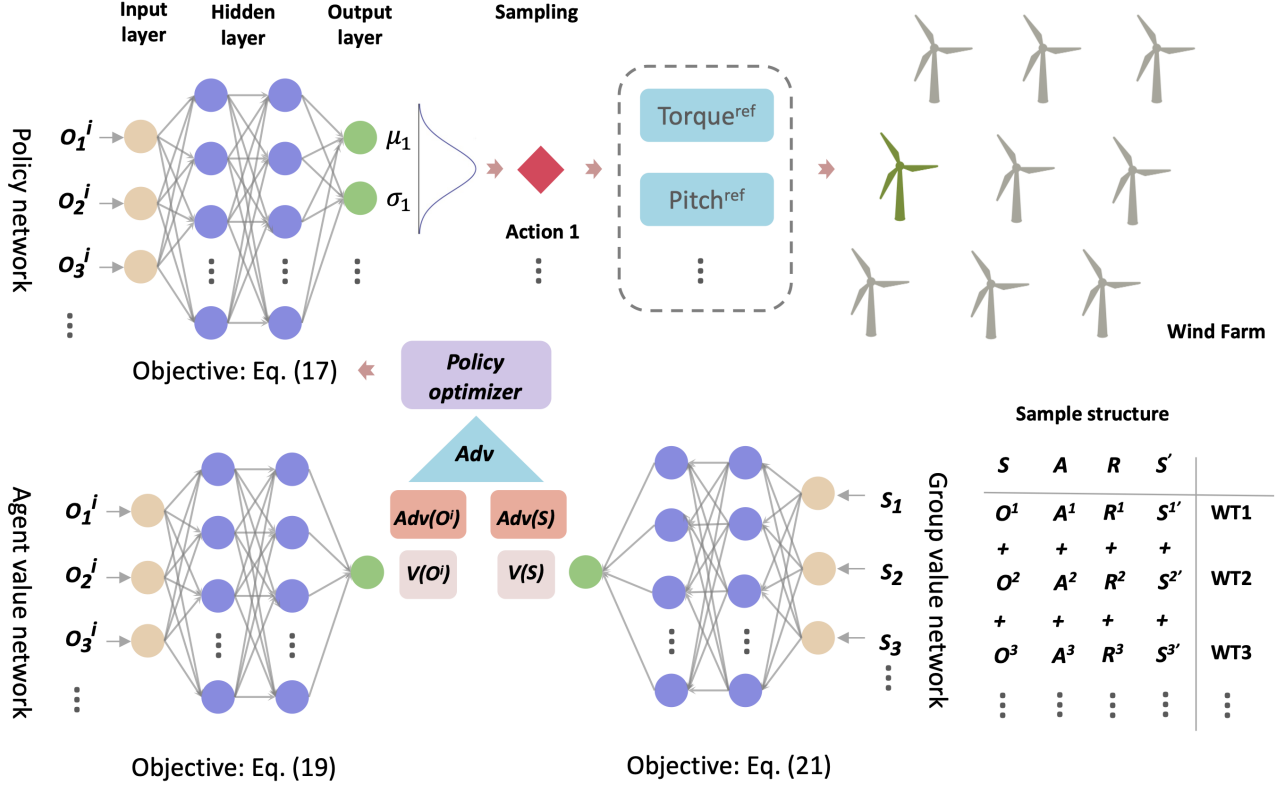 Input layer
Hidden layer
Output layer
Sampling
Policy network
O₁ⁱ
O₂ⁱ
O₃ⁱ
μ₁
σ₁
Action 1
Torqueʳᵉᶠ
Pitchʳᵉᶠ
Wind Farm
Objective: Eq. (17)
Policy
optimizer
Adv
Adv(Oⁱ)
Adv(S)
V(Oⁱ)
V(S)
Agent value network
O₁ⁱ
O₂ⁱ
O₃ⁱ
Objective: Eq. (19)
S₁
S₂
S₃
Group value network
Objective: Eq. (21)
Sample structure
S A R S′
O¹ A¹ R¹ S¹′ WT1
+ + + +
O² A² R² S²′ WT2
+ + + +
O³ A³ R³ S³′ WT3